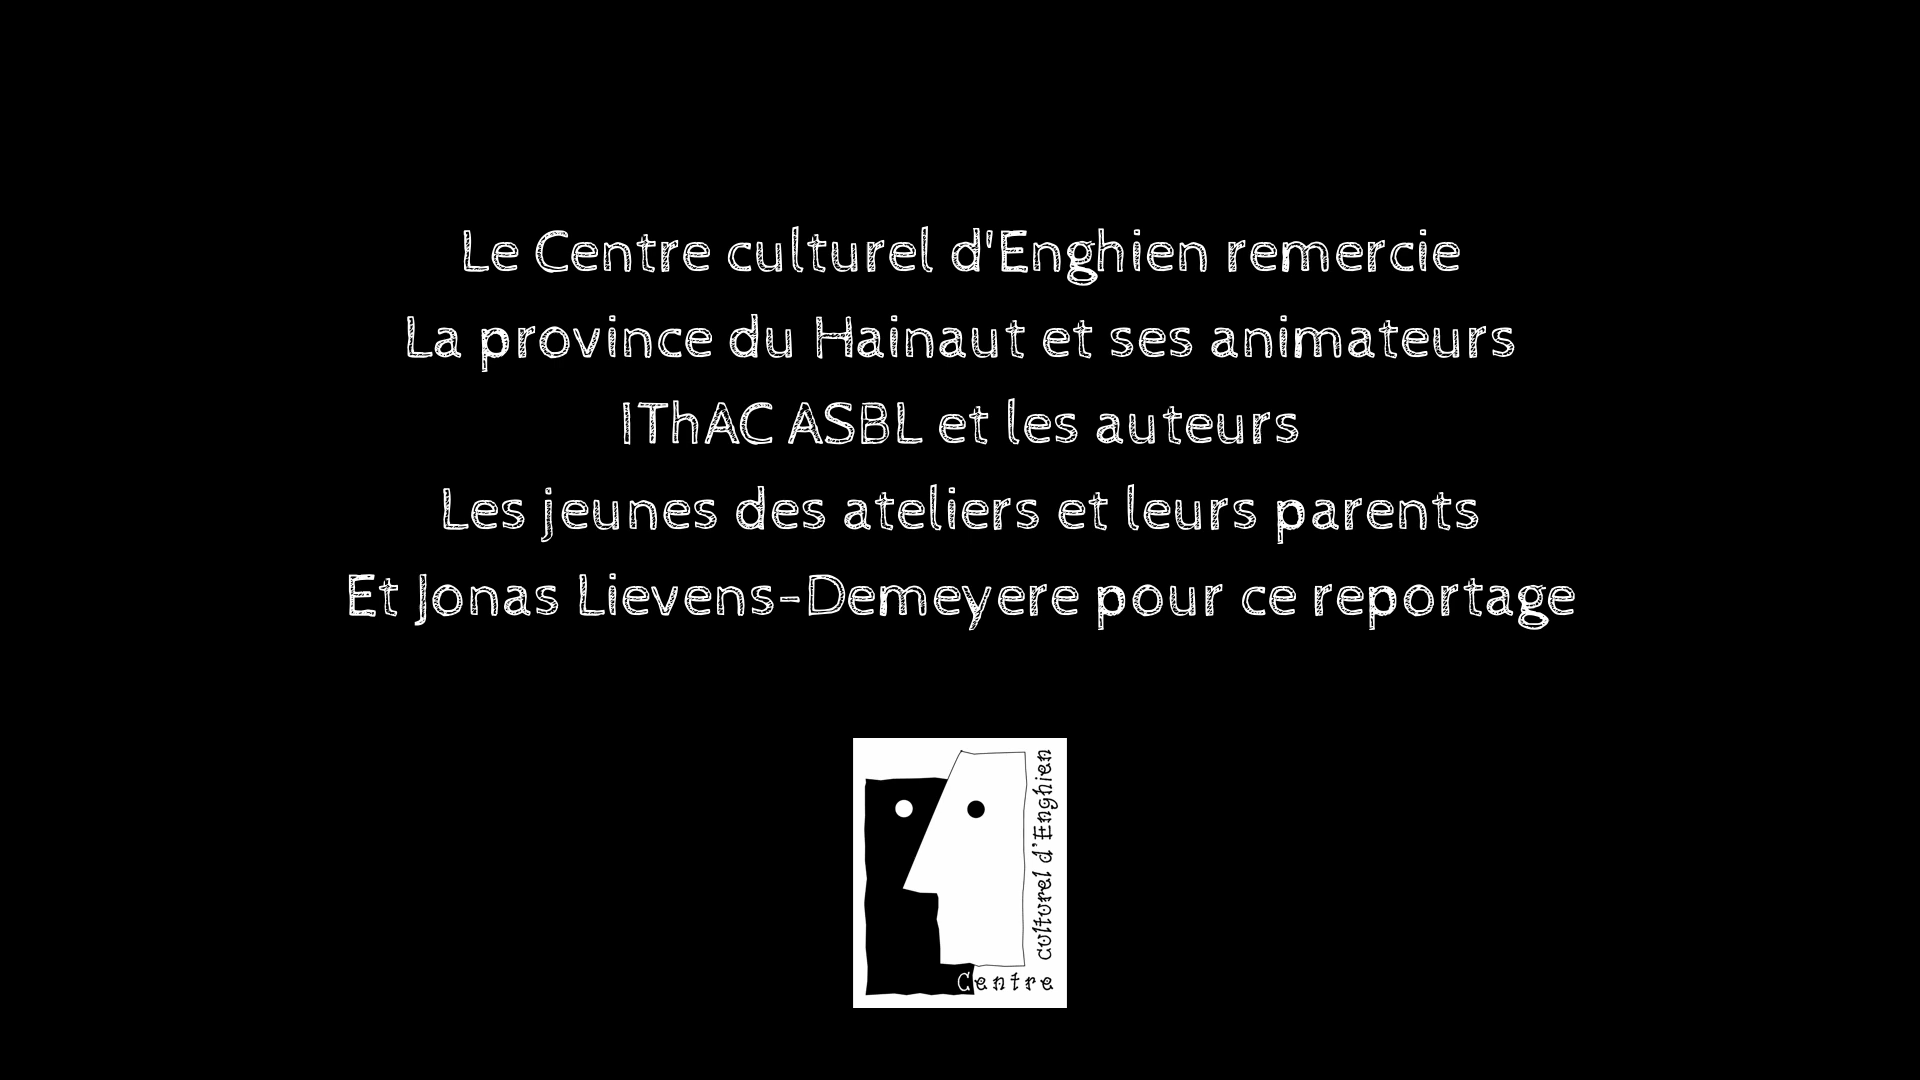 Le Centre culturel d'Enghien remercie
La province du Hainaut et ses animateurs
IThAC ASBL et les auteurs
Les jeunes des ateliers et leurs parents
Et Jonas Lievens-Demeyere pour ce reportage
Centre
culturel d'Enghien